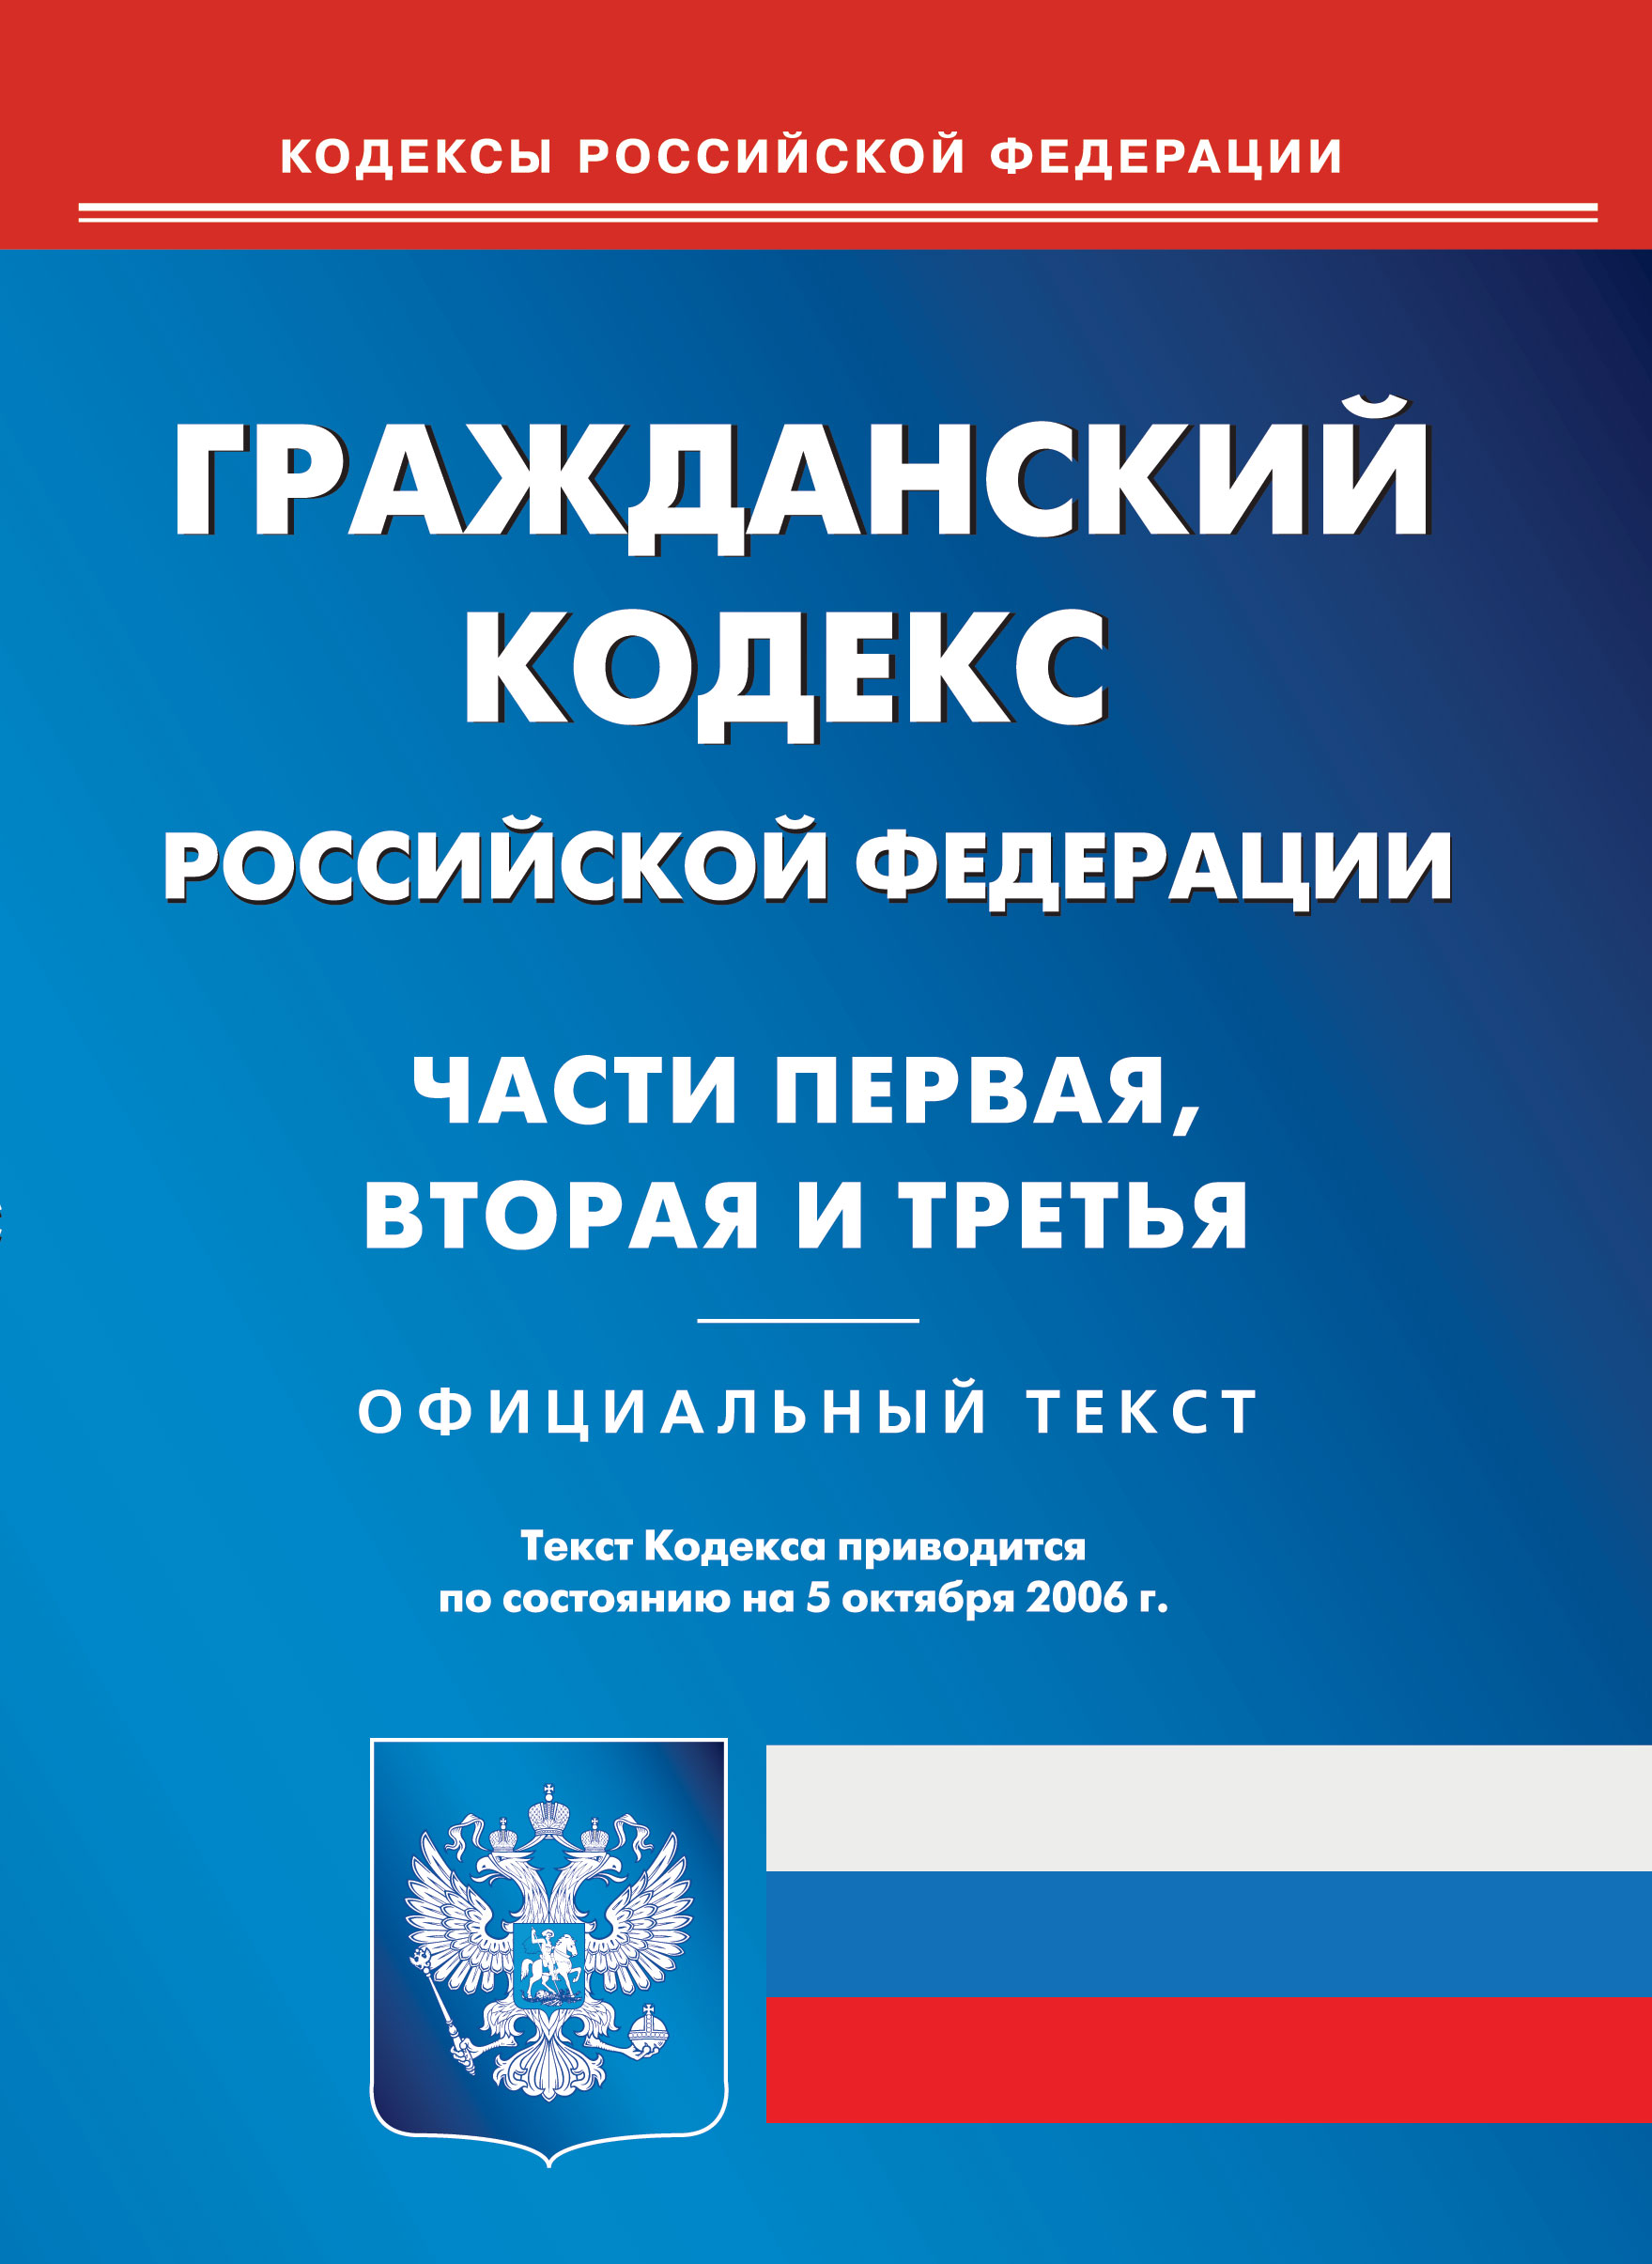 КОДЕКСЫ РОССИЙСКОЙ ФЕДЕРАЦИИ
ГРАЖДАНСКИЙ
КОДЕКС
РОССИЙСКОЙ ФЕДЕРАЦИИ
ЧАСТИ ПЕРВАЯ,
ВТОРАЯ И ТРЕТЬЯ
ОФИЦИАЛЬНЫЙ ТЕКСТ
Текст Кодекса приводится
по состоянию на 5 октября 2006 г.